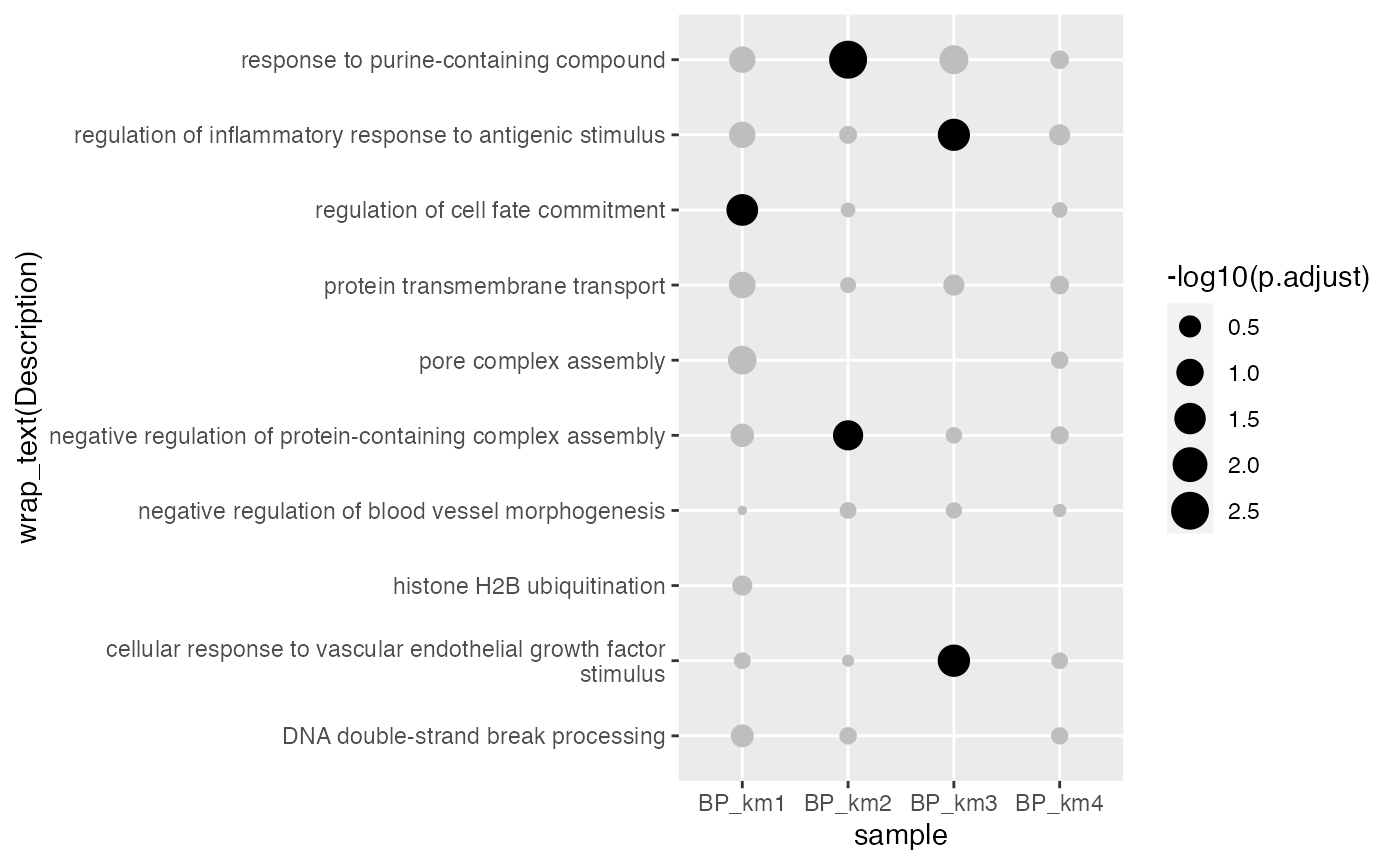 response to purine-containing compound
regulation of inflammatory response to antigenic stimulus
regulation of cell fate commitment
protein transmembrane transport
pore complex assembly
negative regulation of protein-containing complex assembly
negative regulation of blood vessel morphogenesis
histone H2B ubiquitination
cellular response to vascular endothelial growth factor
stimulus
DNA double-strand break processing
wrap_text(Description)
BP_km1 BP_km2 BP_km3 BP_km4
sample
-log10(p.adjust)
0.5
1.0
1.5
2.0
2.5